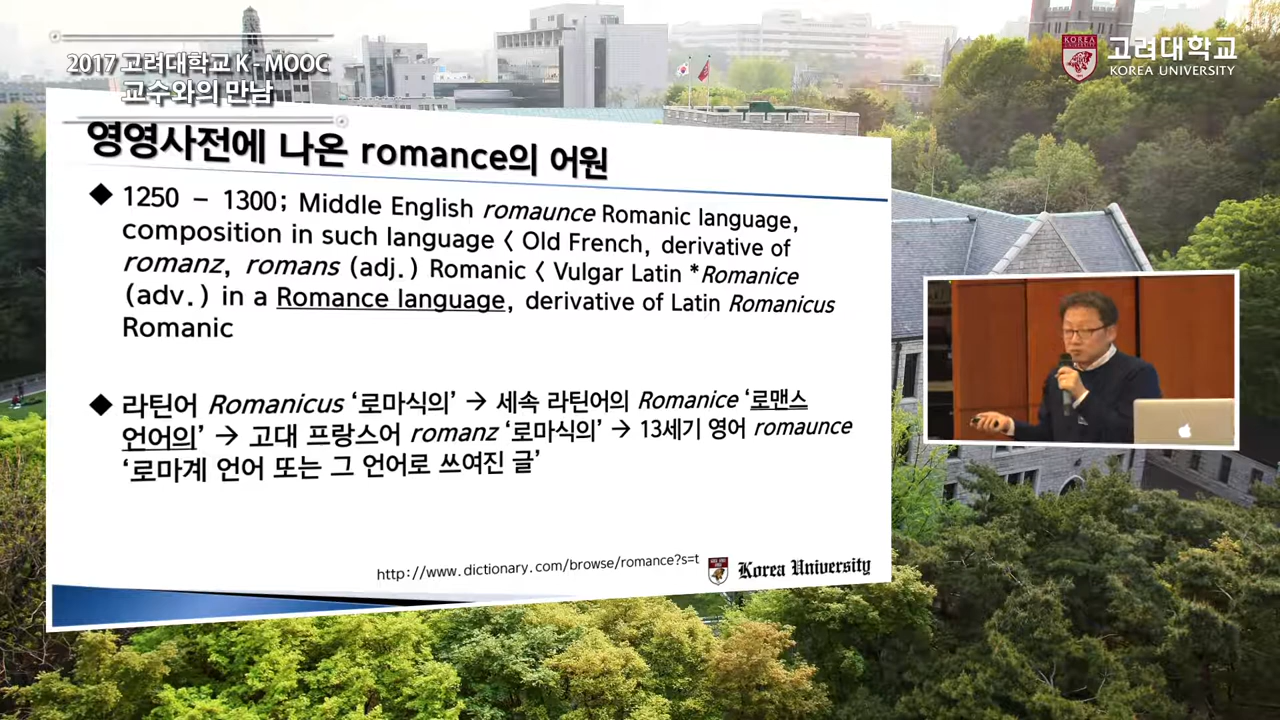 2017 고려대학교 K - MOOC
교수와의 만남
고려대학교
KOREA UNIVERSITY
KOREA
영영사전에 나온 romance의 어원
◆ 1250 – 1300; Middle English romaunce Romanic language,
composition in such language < Old French, derivative of
romanz, romans (adj.) Romanic < Vulgar Latin *Romanice
(adv.) in a Romance language, derivative of Latin Romanicus
Romanic
◆ 라틴어 Romanicus ‘로마식의’ → 세속 라틴어의 Romanice ‘로맨스
언어의’ → 고대 프랑스어 romanz ‘로마식의’ → 13세기 영어 romaunce
‘로마계 언어 또는 그 언어로 쓰여진 글’
http://www.dictionary.com/browse/romance?s=t
Korea University